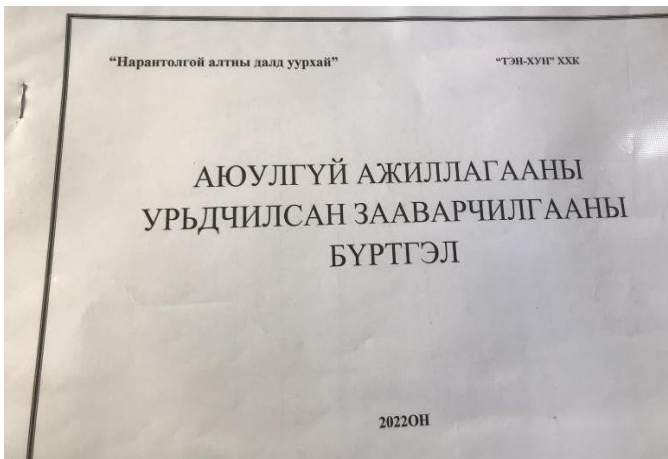 “Нарантолгой алтны далд уурхай” “ТЭН-ХУН” ХХК
АЮУЛГҮЙ АЖИЛЛАГААНЫ
УРЬДЧИЛСАН ЗААВАРЧИЛГААНЫ
БҮРТГЭЛ
2022ОН